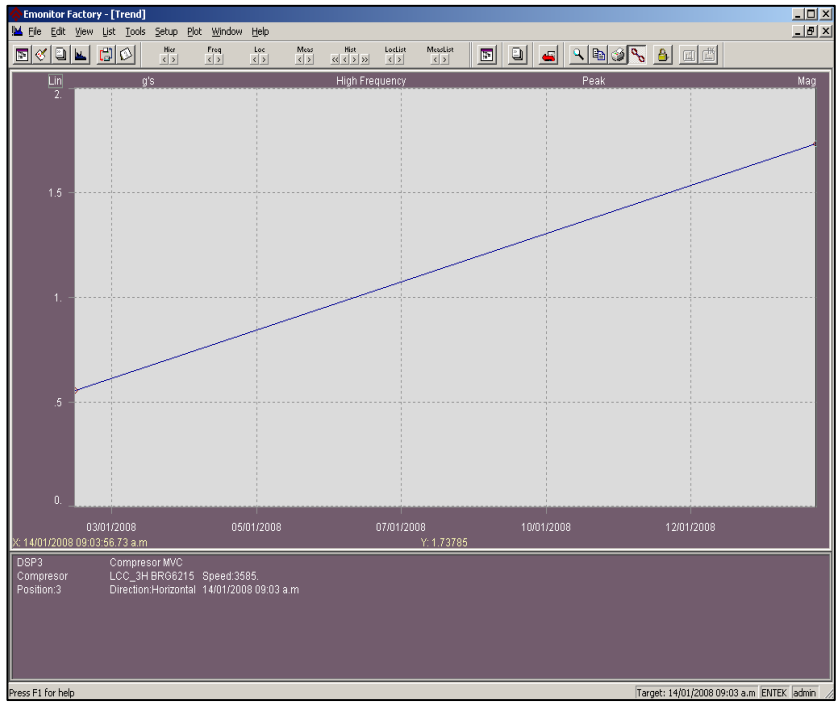 Emonitor Factory - [Trend]
File Edit View List Tools Setup Plot Window Help
Hier Freq Loc Meas Hist LocList MeasList
Lin g's High Frequency Peak Mag
2.
1.5
1.
.5
0.
03/01/2008 05/01/2008 07/01/2008 10/01/2008 12/01/2008
X: 14/01/2008 09:03:56.73 a.m Y: 1.73785
DSP3 Compresor MVC
Compresor LCC_3H BRG6215 Speed:3585.
Position:3 Direction:Horizontal 14/01/2008 09:03 a.m
Press F1 for help Target: 14/01/2008 09:03 a.m ENTEK admin